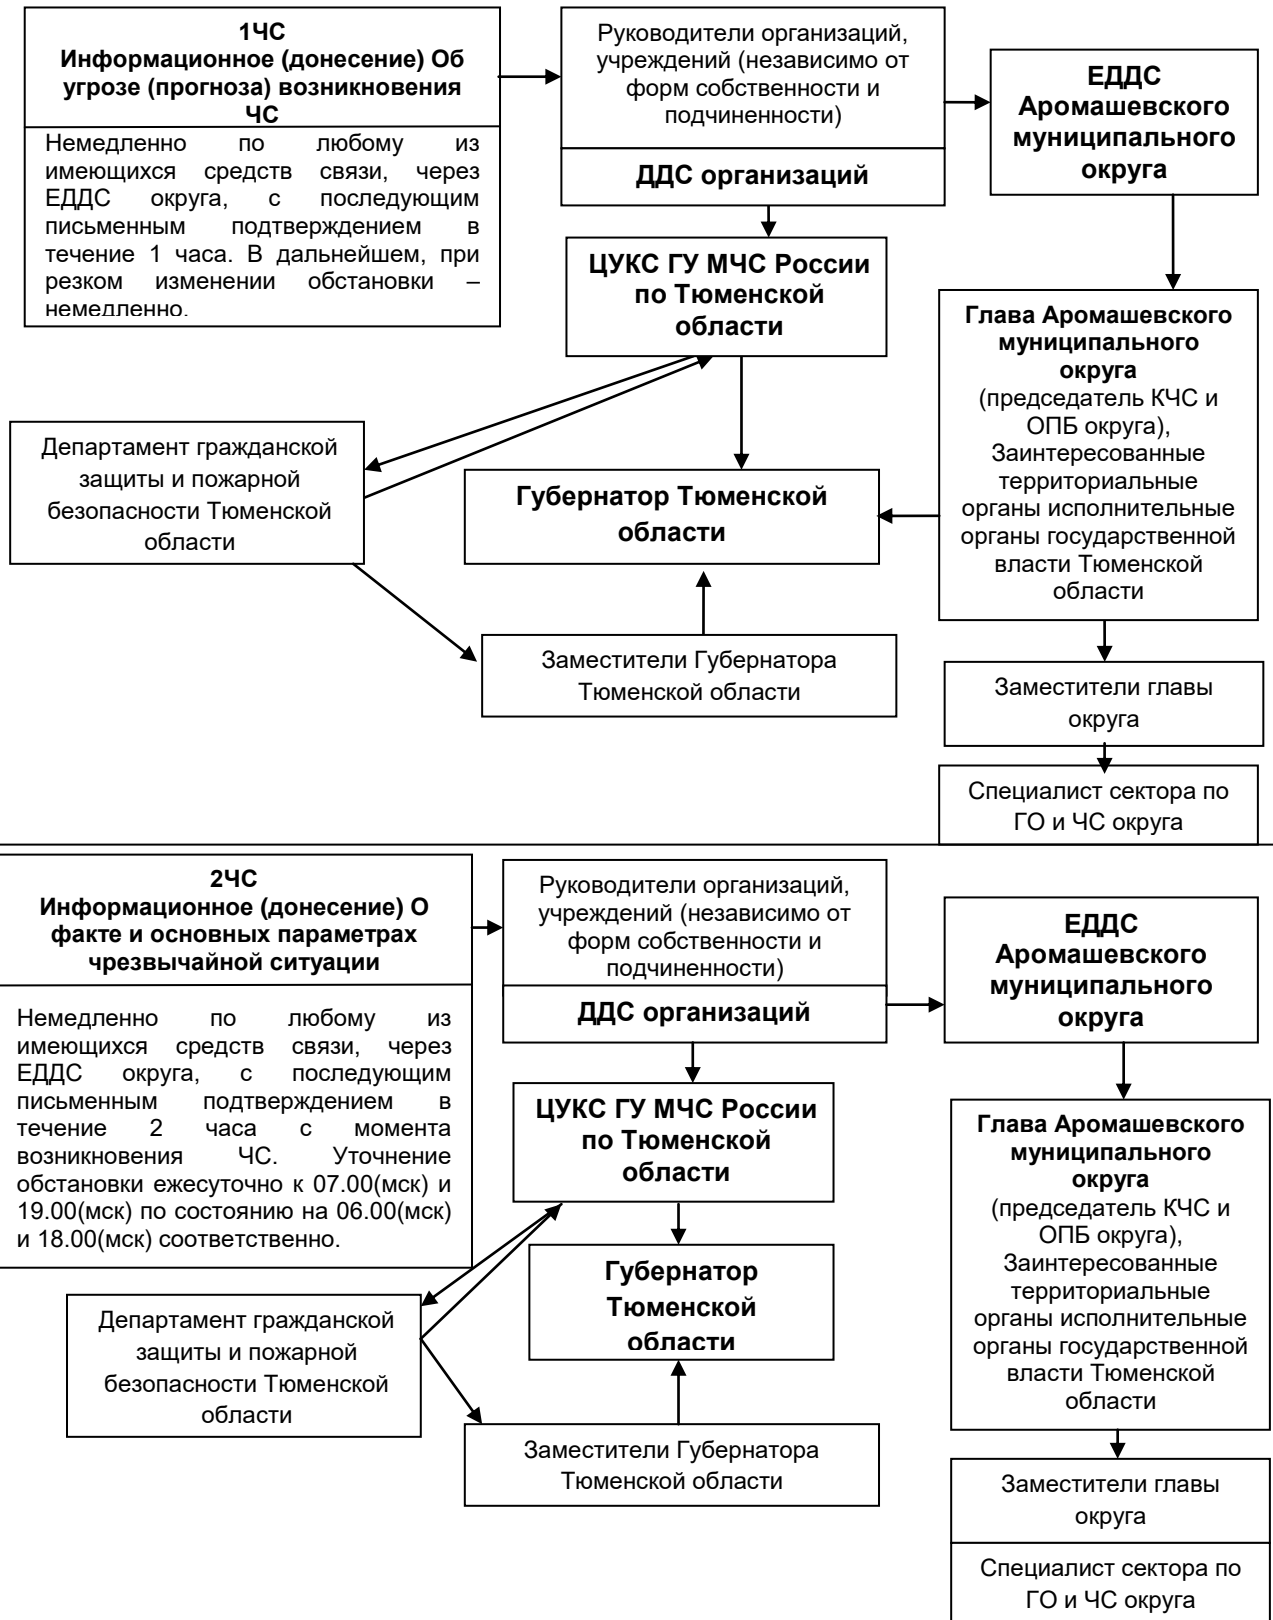 1ЧС
Информационное (донесение) Об
угрозе (прогноза) возникновения
ЧС
Немедленно по любому из
имеющихся средств связи, через
ЕДДС округа, с последующим
письменным подтверждением в
течение 1 часа. В дальнейшем, при
резком изменении обстановки –
немедленно.
Руководители организаций,
учреждений (независимо от
форм собственности и
подчиненности)
ДДС организаций
ЕДДС
Аромашевского
муниципального
округа
ЦУКС ГУ МЧС России
по Тюменской
области
Глава Аромашевского
муниципального
округа
(председатель КЧС и
ОПБ округа),
Заинтересованные
территориальные
органы исполнительные
органы государственной
власти Тюменской
области
Департамент гражданской
защиты и пожарной
безопасности Тюменской
области
Губернатор Тюменской
области
Заместители Губернатора
Тюменской области
Заместители главы
округа
Специалист сектора по
ГО и ЧС округа
2ЧС
Информационное (донесение) О
факте и основных параметрах
чрезвычайной ситуации
Немедленно по любому из
имеющихся средств связи, через
ЕДДС округа, с последующим
письменным подтверждением в
течение 2 часа с момента
возникновения ЧС. Уточнение
обстановки ежесуточно к 07.00(мск) и
19.00(мск) по состоянию на 06.00(мск)
и 18.00(мск) соответственно.
Руководители организаций,
учреждений (независимо от
форм собственности и
подчиненности)
ДДС организаций
ЕДДС
Аромашевского
муниципального
округа
ЦУКС ГУ МЧС России
по Тюменской
области
Глава Аромашевского
муниципального
округа
(председатель КЧС и
ОПБ округа),
Заинтересованные
территориальные
органы исполнительные
органы государственной
власти Тюменской
области
Губернатор
Тюменской
области
Департамент гражданской
защиты и пожарной
безопасности Тюменской
области
Заместители Губернатора
Тюменской области
Заместители главы
округа
Специалист сектора по
ГО и ЧС округа